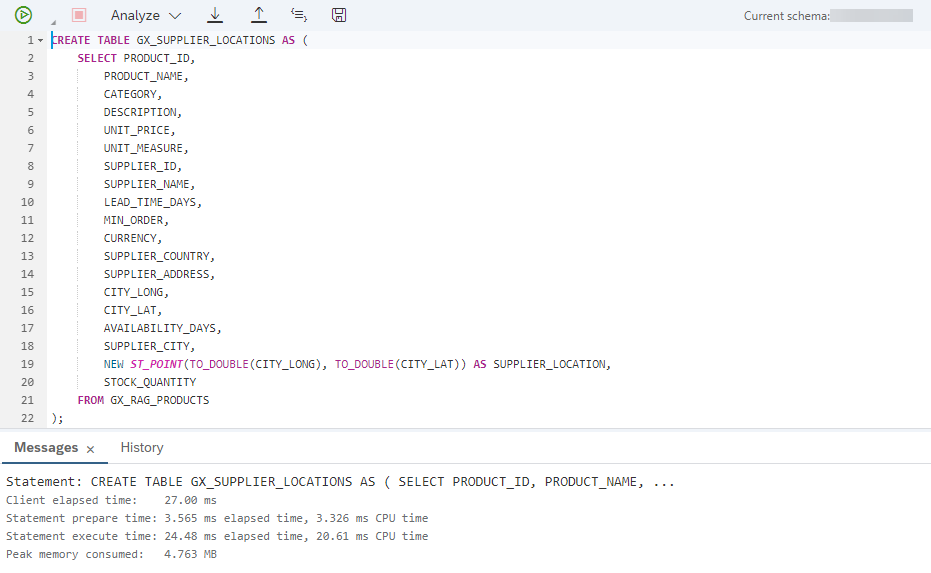 Analyze
Current schema:
1 CREATE TABLE GX_SUPPLIER_LOCATIONS AS (
2 SELECT PRODUCT_ID,
3 PRODUCT_NAME,
4 CATEGORY,
5 DESCRIPTION,
6 UNIT_PRICE,
7 UNIT_MEASURE,
8 SUPPLIER_ID,
9 SUPPLIER_NAME,
10 LEAD_TIME_DAYS,
11 MIN_ORDER,
12 CURRENCY,
13 SUPPLIER_COUNTRY,
14 SUPPLIER_ADDRESS,
15 CITY_LONG,
16 CITY_LAT,
17 AVAILABILITY_DAYS,
18 SUPPLIER_CITY,
19 NEW ST_POINT(TO_DOUBLE(CITY_LONG), TO_DOUBLE(CITY_LAT)) AS SUPPLIER_LOCATION,
20 STOCK_QUANTITY
21 FROM GX_RAG_PRODUCTS
22 );
Messages × History
Statement: CREATE TABLE GX_SUPPLIER_LOCATIONS AS ( SELECT PRODUCT_ID, PRODUCT_NAME, ...
Client elapsed time: 27.00 ms
Statement prepare time: 3.565 ms elapsed time, 3.326 ms CPU time
Statement execute time: 24.48 ms elapsed time, 20.61 ms CPU time
Peak memory consumed: 4.763 MB